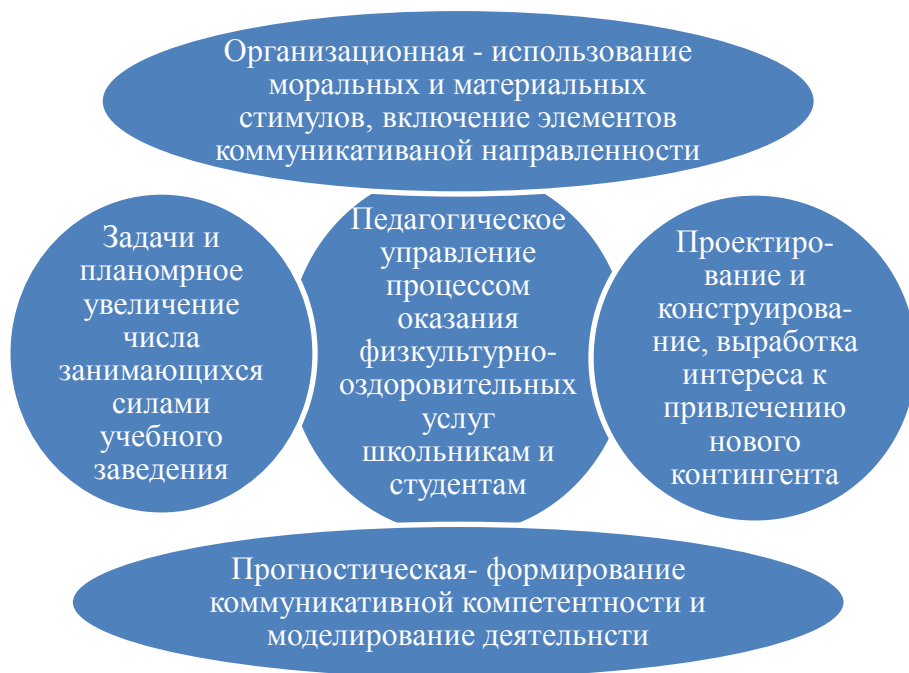 Организационная - использование
моральных и материальных
стимулов, включение элементов
коммуникативаной направленности
Задачи и
планомрное
увеличение
числа
занимающихся
силами
учебного
заведения
Педагогическое
управление
процессом
оказания
физкультурно-
оздоровительных
услуг
школьникам и
студентам
Проектиро-
вание и
конструирова-
ние, выработка
интереса к
привлечению
нового
контингента
Прогностическая- формирование
коммуникативной компетентности и
моделирование деятельнсти